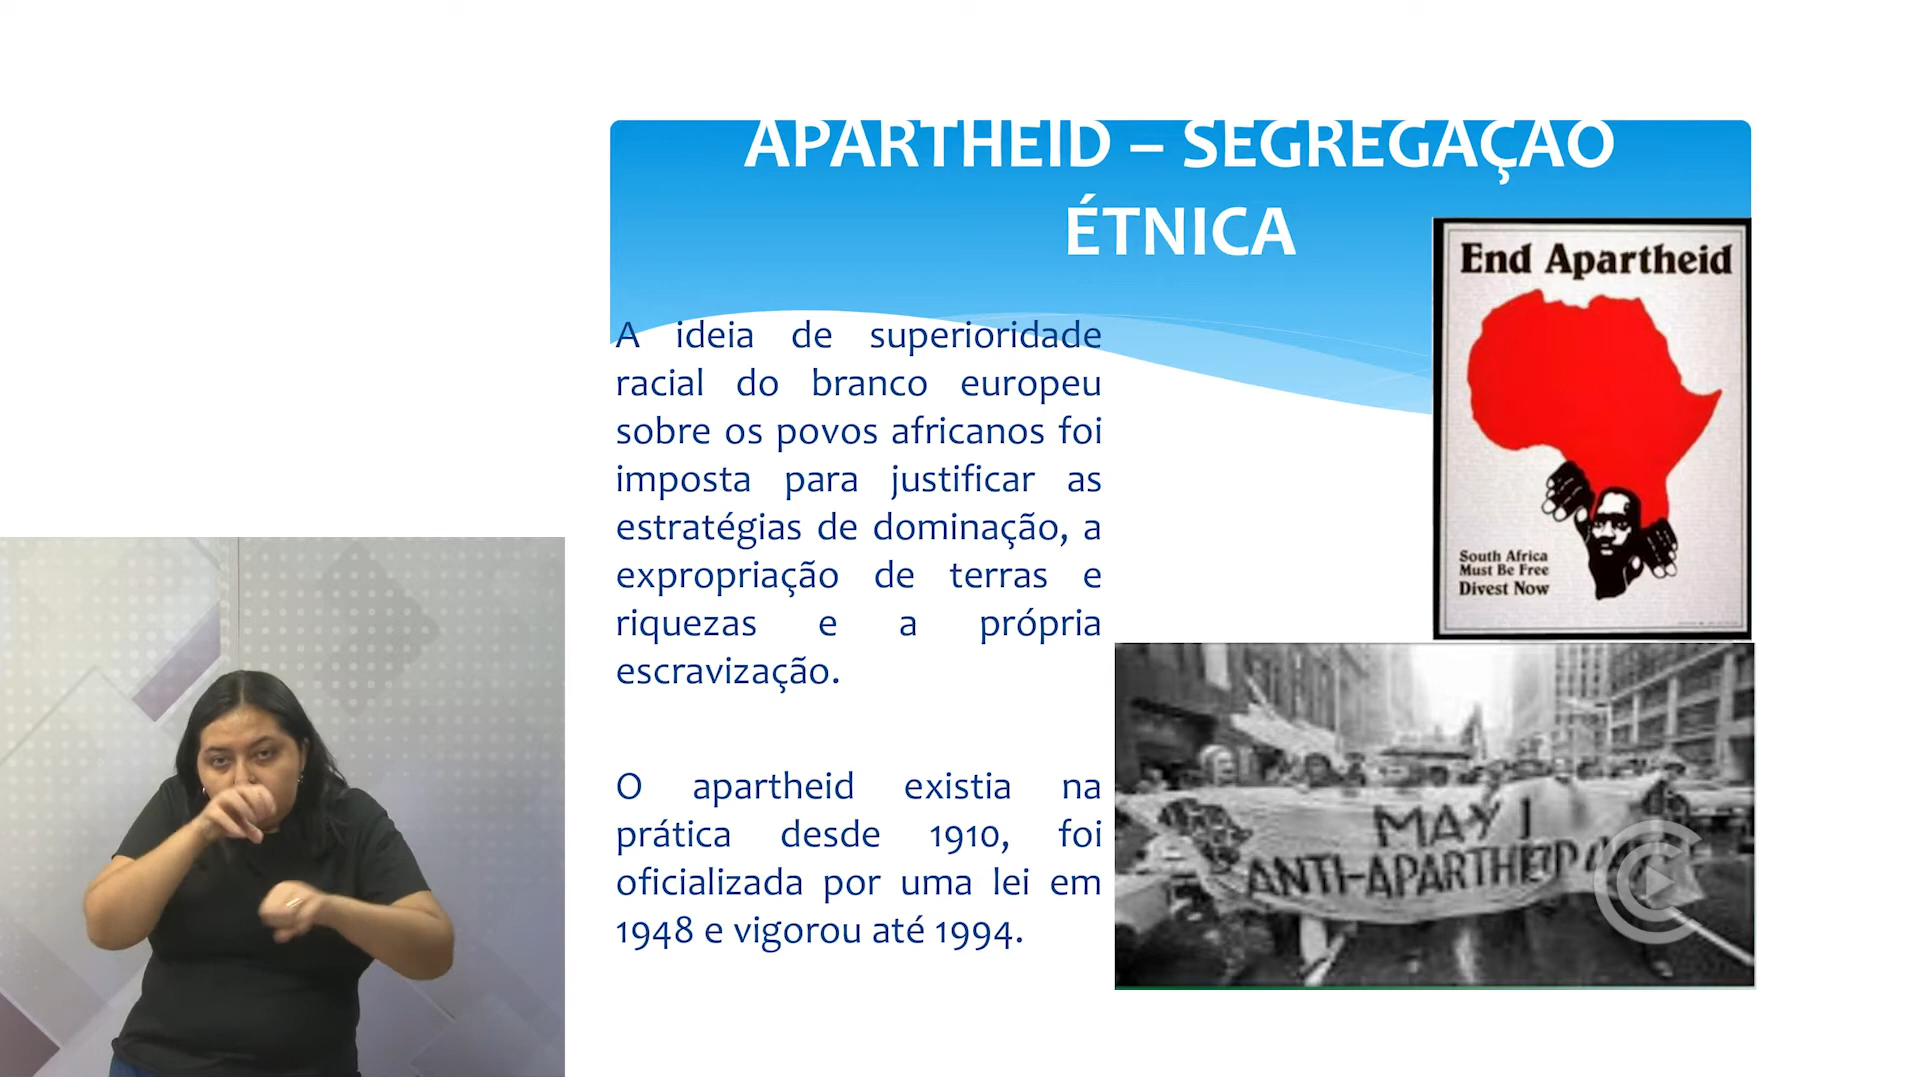 APARTHEID – SEGREGAÇÃO
ÉTNICA
End Apartheid
A ideia de superioridade
racial do branco europeu
sobre os povos africanos foi
imposta para justificar as
estratégias de dominação, a
expropriação de terras e
riquezas e a própria
escravização.
South Africa
Must Be Free
Divest Now
O apartheid existia na
prática desde 1910, foi
oficializada por uma lei em
1948 e vigorou até 1994.
MAY 1
ANTI-APARTHEID